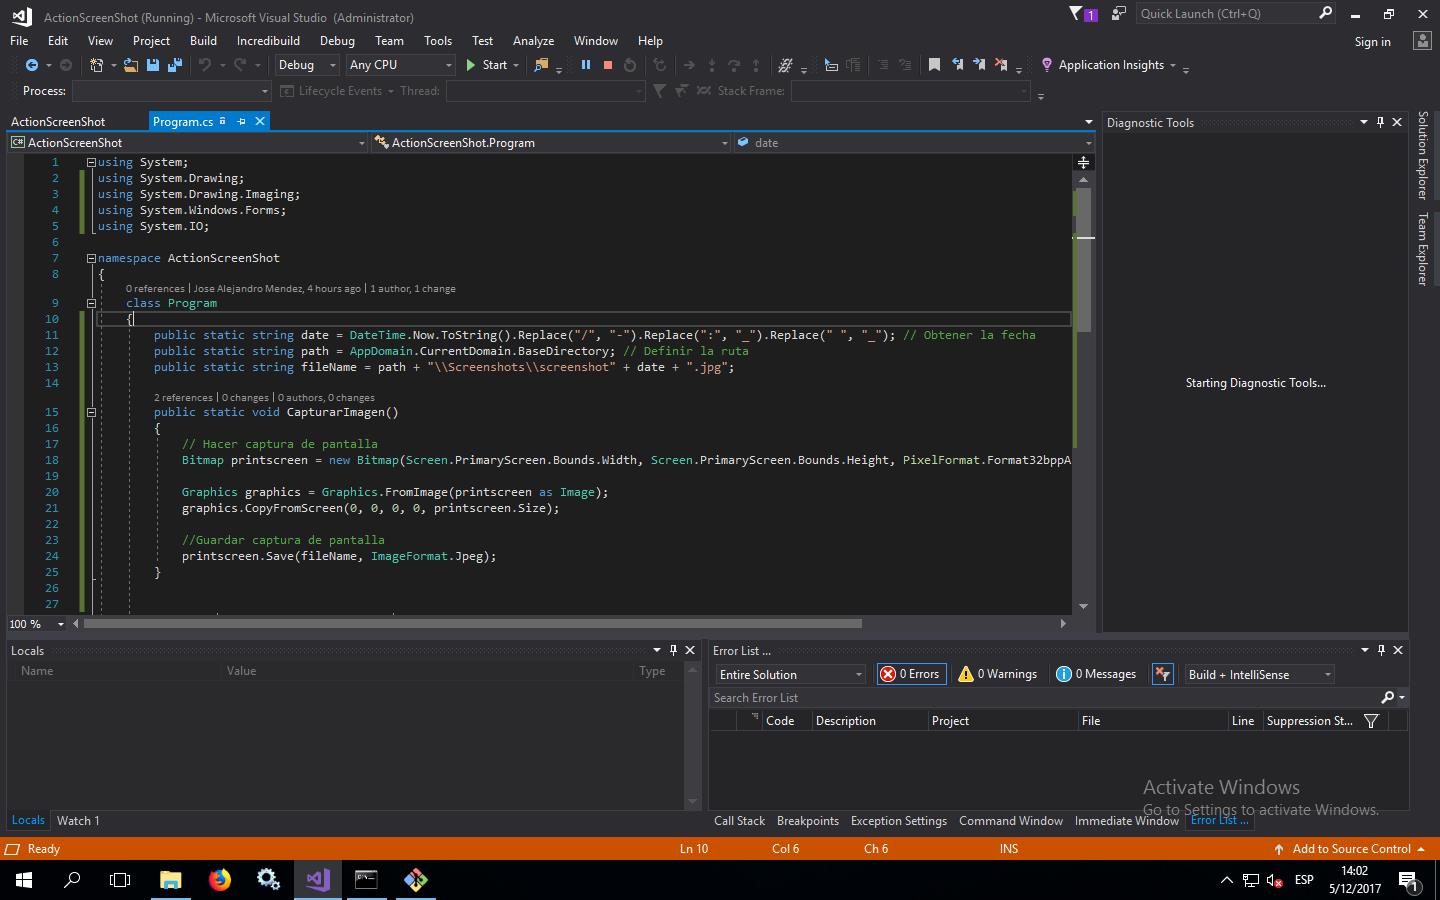 ActionScreenShot (Running) - Microsoft Visual Studio (Administrator)
1
Quick Launch (Ctrl+Q)
File Edit View Project Build Incredibuild Debug Team Tools Test Analyze Window Help
Sign in
Debug Any CPU Start Application Insights
Process: Lifecycle Events Thread: Stack Frame:
ActionScreenShot Program.cs
Diagnostic Tools
Solution Explorer
Team Explorer
C# ActionScreenShot ActionScreenShot.Program date
1 using System;
2 using System.Drawing;
3 using System.Drawing.Imaging;
4 using System.Windows.Forms;
5 using System.IO;
6
7 namespace ActionScreenShot
8 {
0 references | Jose Alejandro Mendez, 4 hours ago | 1 author, 1 change
9 class Program
10 {
11 public static string date = DateTime.Now.ToString().Replace("/", "-").Replace(":", "_").Replace(" ", "_"); // Obtener la fecha
12 public static string path = AppDomain.CurrentDomain.BaseDirectory; // Definir la ruta
13 public static string fileName = path + "\\Screenshots\\screenshot" + date + ".jpg";
14
2 references | 0 changes | 0 authors, 0 changes
15 public static void CapturarImagen()
16 {
17 // Hacer captura de pantalla
18 Bitmap printscreen = new Bitmap(Screen.PrimaryScreen.Bounds.Width, Screen.PrimaryScreen.Bounds.Height, PixelFormat.Format32bppA
19
20 Graphics graphics = Graphics.FromImage(printscreen as Image);
21 graphics.CopyFromScreen(0, 0, 0, 0, printscreen.Size);
22
23 //Guardar captura de pantalla
24 printscreen.Save(fileName, ImageFormat.Jpeg);
25 }
26
27
Starting Diagnostic Tools...
100 %
Locals
Name Value Type
Locals Watch 1
Error List ...
Entire Solution 0 Errors 0 Warnings 0 Messages Build + IntelliSense
Search Error List
Code Description Project File Line Suppression St...
Activate Windows
Go to Settings to activate Windows.
Call Stack Breakpoints Exception Settings Command Window Immediate Window Error List ...
Ready Ln 10 Col 6 Ch 6 INS Add to Source Control
ESP
14:02
5/12/2017
1